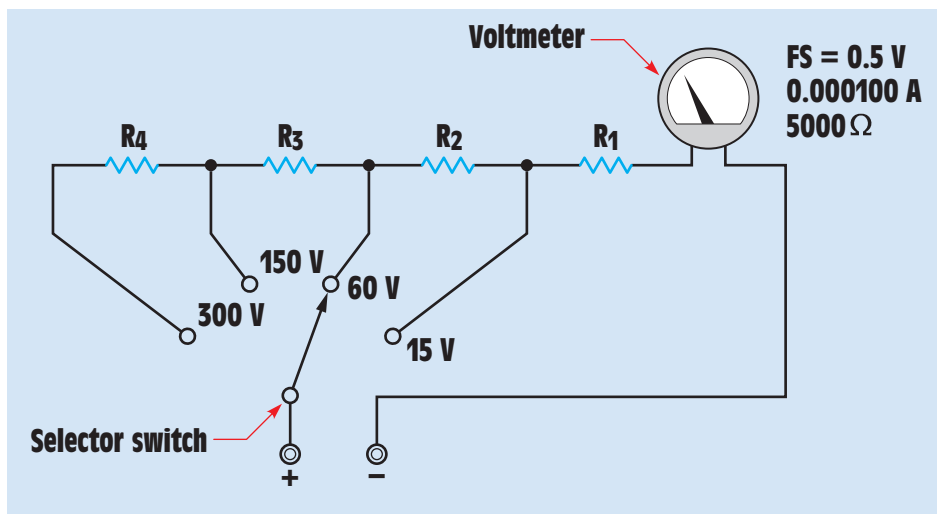 Voltmeter
FS = 0.5 V
0.000100 A
5000 Ω
R4
R3
R2
R1
150 V
60 V
300 V
15 V
Selector switch
+
−